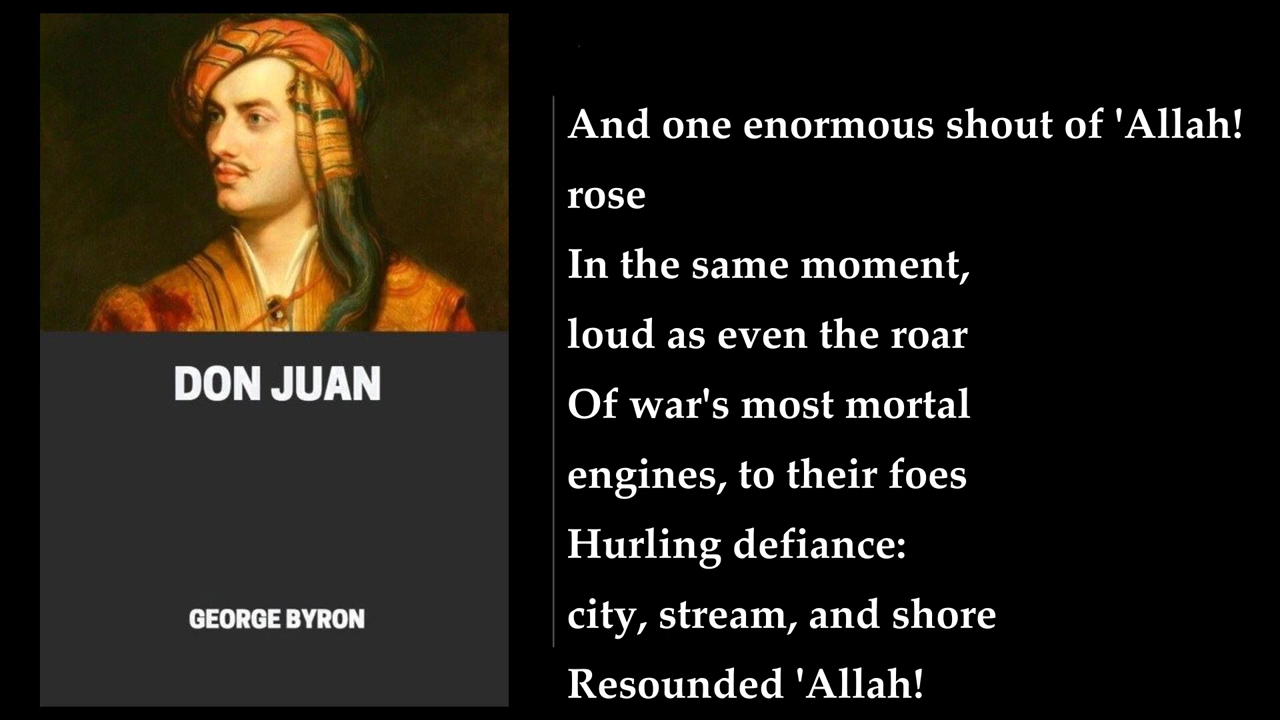 DON JUAN
GEORGE BYRON
And one enormous shout of 'Allah!
rose
In the same moment,
loud as even the roar
Of war's most mortal
engines, to their foes
Hurling defiance:
city, stream, and shore
Resounded 'Allah!